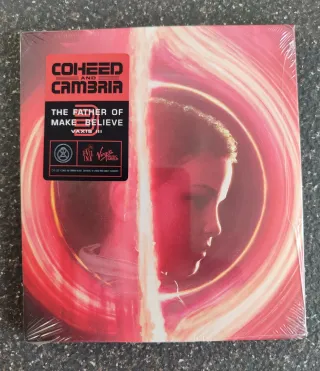 COHEED
AND
CAMBRIA
THE FATHER OF
MAKE BELIEVE
VAXIS III